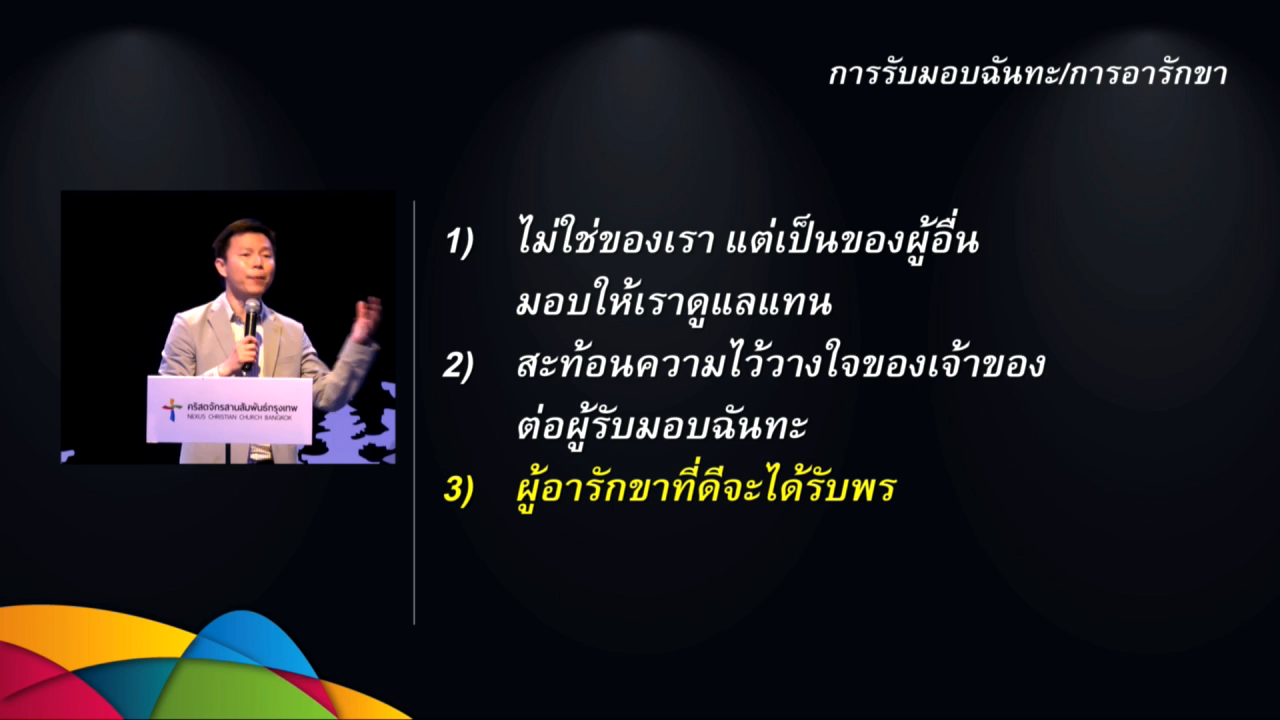 การรับมอบฉันทะ/การอารักขา
1) ไม่ใช่ของเรา แต่เป็นของผู้อื่น
มอบให้เราดูแลแทน
2) สะท้อนความไว้วางใจของเจ้าของ
ต่อผู้รับมอบฉันทะ
3) ผู้อารักขาที่ดีจะได้รับพร
คริสตจักรสานสัมพันธ์กรุงเทพ
NEXUS CHRISTIAN CHURCH BANGKOK